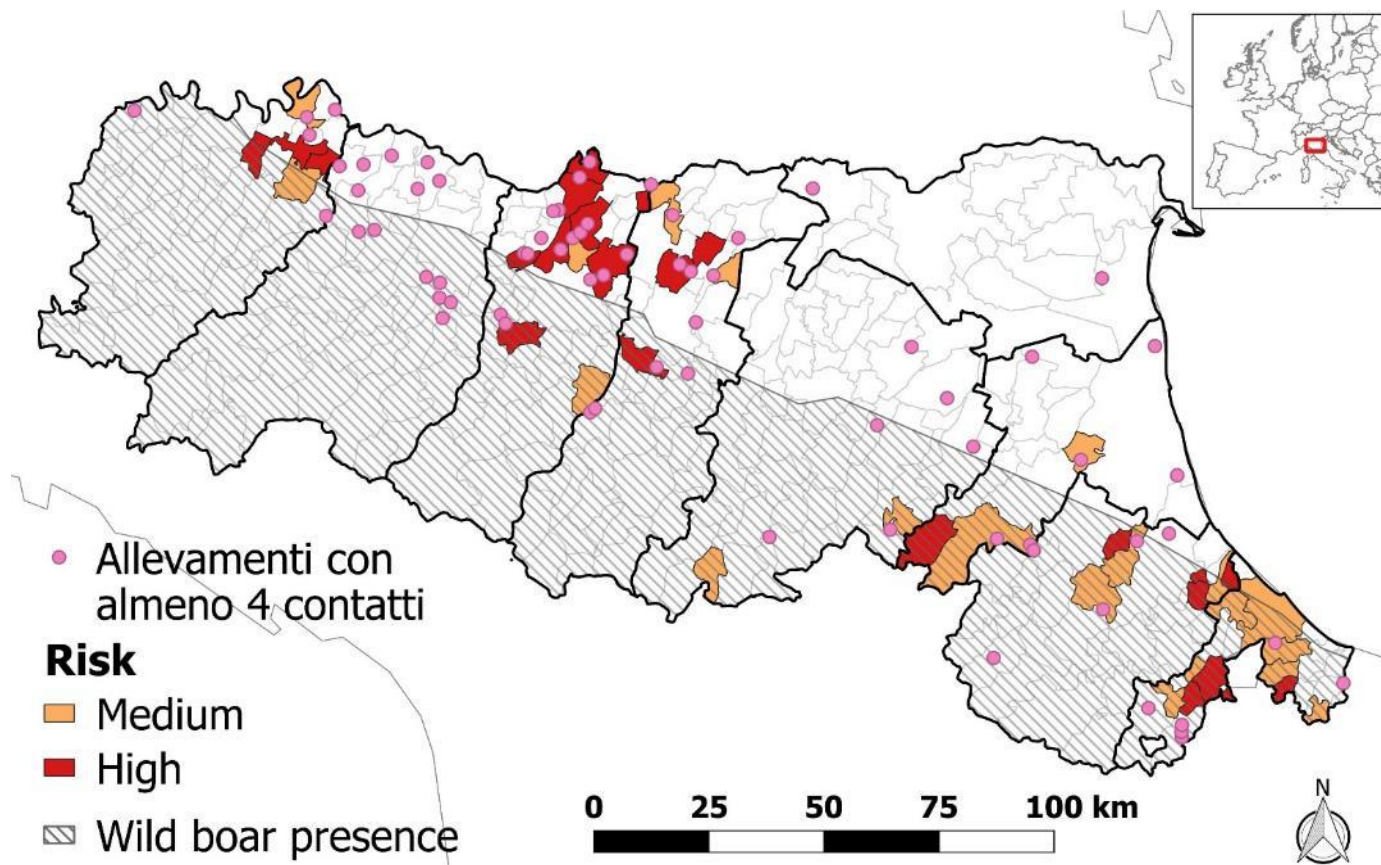 Allevamenti con
almeno 4 contatti
Risk
Medium
High
Wild boar presence
0 25 50 75 100 km
N